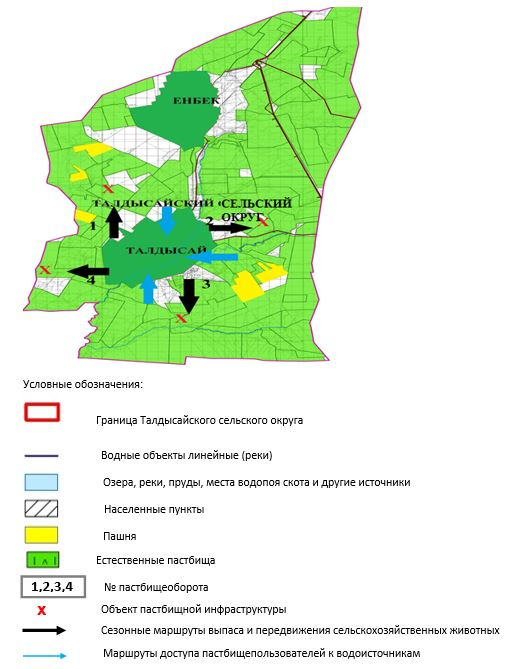 ЕНБЕК
ТАЛДЫСАЙСКИЙ СЕЛЬСКИЙ
ОКРУГ
1
2
ТАЛДЫСАЙ
X
X
X
X
4
3
Условные обозначения:
Граница Талдысайского сельского округа
Водные объекты линейные (реки)
Озера, реки, пруды, места водопоя скота и другие источники
Населенные пункты
Пашня
Естественные пастбища
1,2,3,4 № пастбищеоборота
X Объект пастбищной инфраструктуры
Сезонные маршруты выпаса и передвижения сельскохозяйственных животных
Маршруты доступа пастбищепользователей к водоисточникам